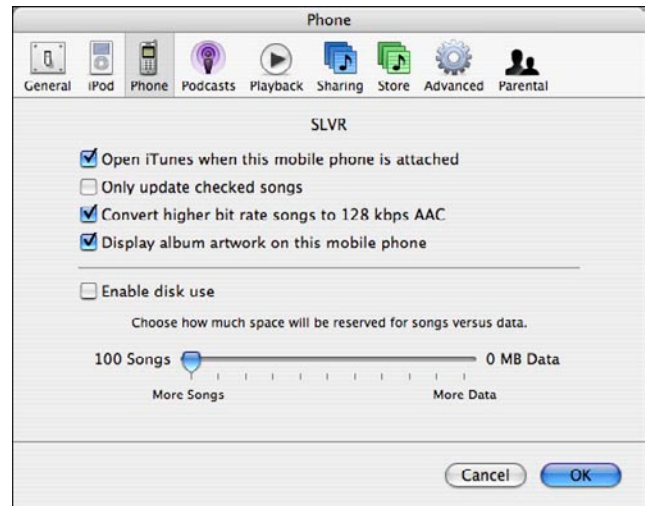 Phone
General iPod Phone Podcasts Playback Sharing Store Advanced Parental
SLVR
Open iTunes when this mobile phone is attached
Only update checked songs
Convert higher bit rate songs to 128 kbps AAC
Display album artwork on this mobile phone
Enable disk use
Choose how much space will be reserved for songs versus data.
100 Songs 0 MB Data
More Songs More Data
Cancel OK